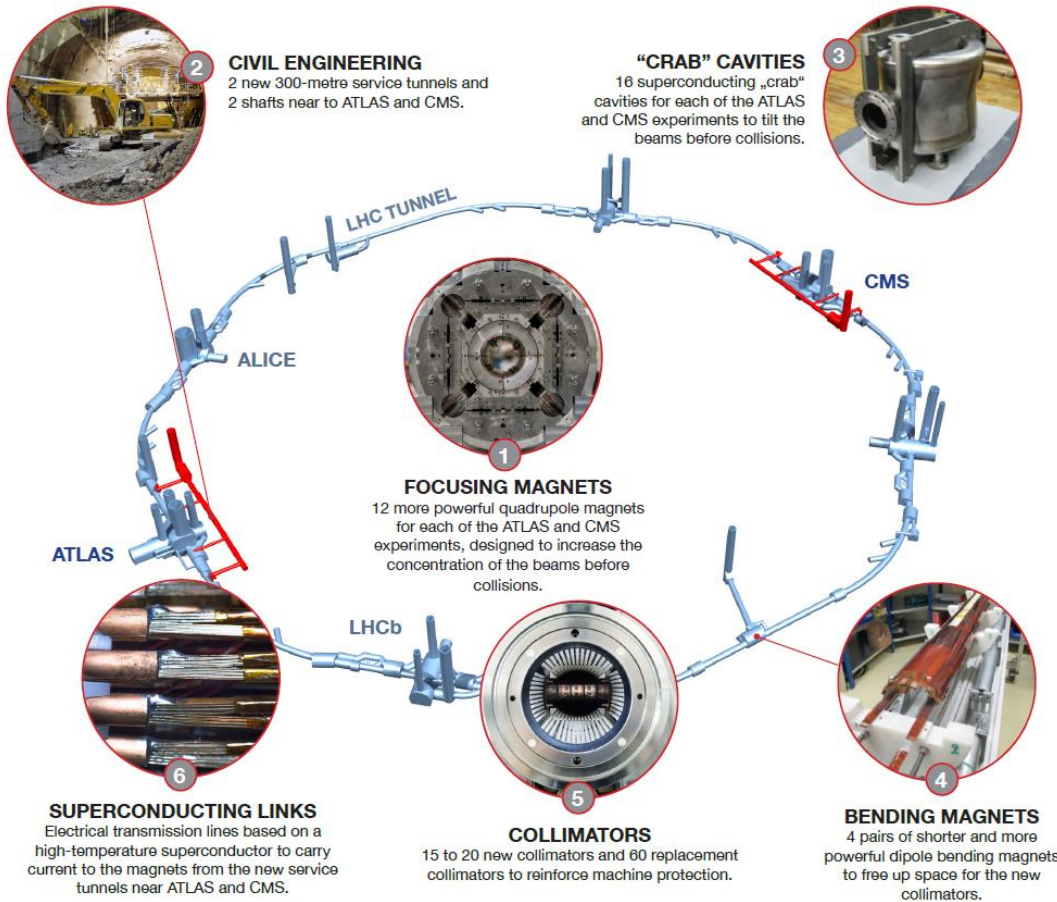 2
CIVIL ENGINEERING
2 new 300-metre service tunnels and
2 shafts near to ATLAS and CMS.
“CRAB” CAVITIES
16 superconducting „crab“
cavities for each of the ATLAS
and CMS experiments to tilt the
beams before collisions.
3
LHC TUNNEL
CMS
ALICE
1
FOCUSING MAGNETS
12 more powerful quadrupole magnets
for each of the ATLAS and CMS
experiments, designed to increase the
concentration of the beams before
collisions.
ATLAS
LHCb
6
SUPERCONDUCTING LINKS
Electrical transmission lines based on a
high-temperature superconductor to carry
current to the magnets from the new service
tunnels near ATLAS and CMS.
5
COLLIMATORS
15 to 20 new collimators and 60 replacement
collimators to reinforce machine protection.
2
4
BENDING MAGNETS
4 pairs of shorter and more
powerful dipole bending magnets
to free up space for the new
collimators.